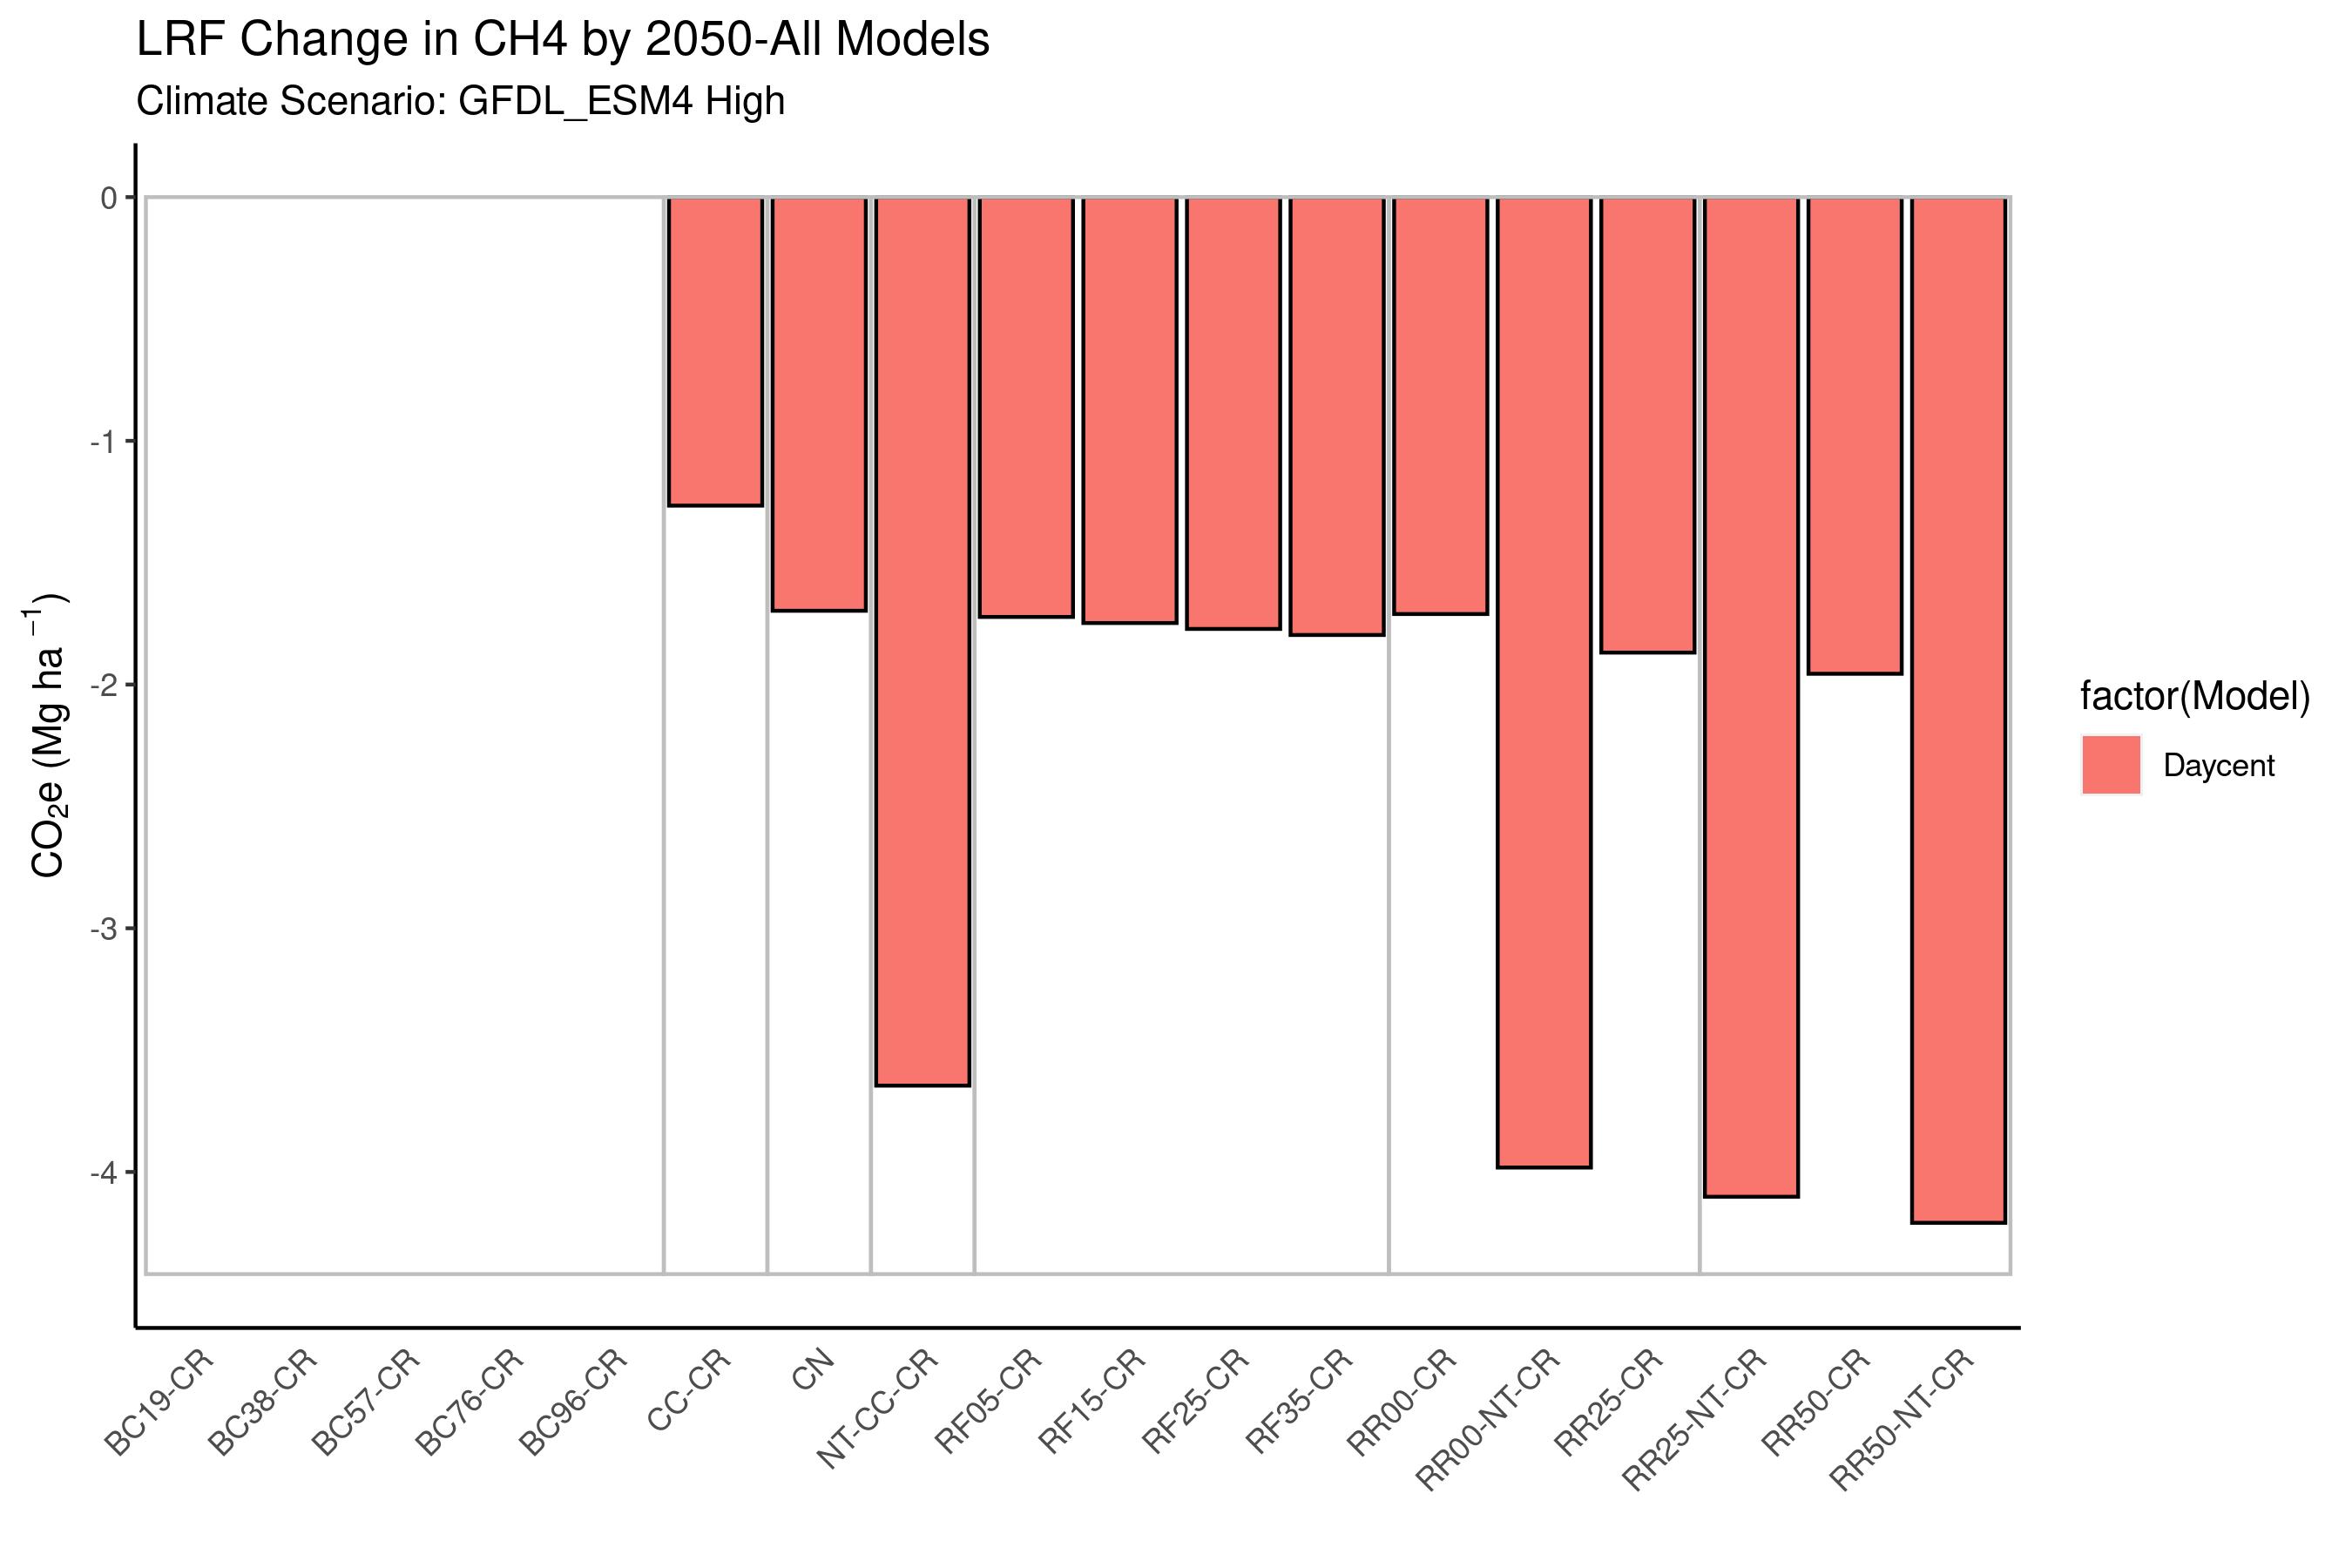 LRF Change in CH4 by 2050-All Models
Climate Scenario: GFDL_ESM4 High
CO₂e (Mg ha ⁻¹)
0
-1
-2
-3
-4
BC19-CR
BC38-CR
BC57-CR
BC76-CR
BC96-CR
CC-CR
CN
NT-CC-CR
RF05-CR
RF15-CR
RF25-CR
RF35-CR
RR00-CR
RR00-NT-CR
RR25-CR
RR25-NT-CR
RR50-CR
RR50-NT-CR
factor(Model)
Daycent